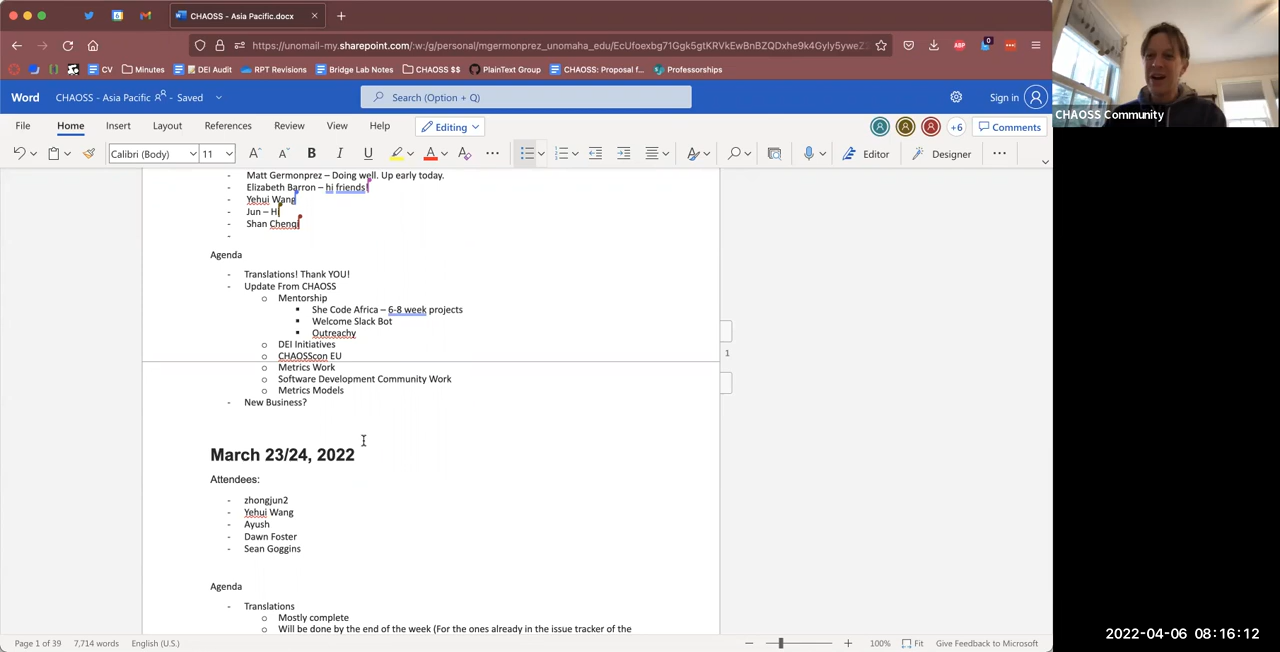 CHAOSS - Asia Pacific.docx
https://unomail-my.sharepoint.com/:w:/g/personal/mgermonprez_unomaha_edu/
CV
Minutes
DEI Audit
RPT Revisions
Bridge Lab Notes
CHAOSS $$
PlainText Group
CHAOSS: Proposal f...
Professorships
Word
CHAOSS - Asia Pacific - Saved
Search (Option + Q)
Sign in
File
Home
Insert
Layout
References
Review
View
Help
Editing
+6
Comments
Calibri (Body)
11
Editor
Designer
- Matt Germonprez – Doing well. Up early today.
- Elizabeth Barron – hi friends!
- Yehui Wang
- Jun – Hi
- Shan Chenqi
-
Agenda
- Translations! Thank YOU!
- Update From CHAOSS
o Mentorship
▪ She Code Africa – 6-8 week projects
▪ Welcome Slack Bot
▪ Outreachy
o DEI Initiatives
o CHAOSScon EU
o Metrics Work
o Software Development Community Work
o Metrics Models
- New Business?
1
March 23/24, 2022
Attendees:
- zhongjun2
- Yehui Wang
- Ayush
- Dawn Foster
- Sean Goggins
Agenda
- Translations
o Mostly complete
o Will be done by the end of the week (For the ones already in the issue tracker of the
Page 1 of 39
7,714 words
English (U.S.)
100%
Fit
Give Feedback to Microsoft
CHAOSS Community
2022-04-06 08:16:12